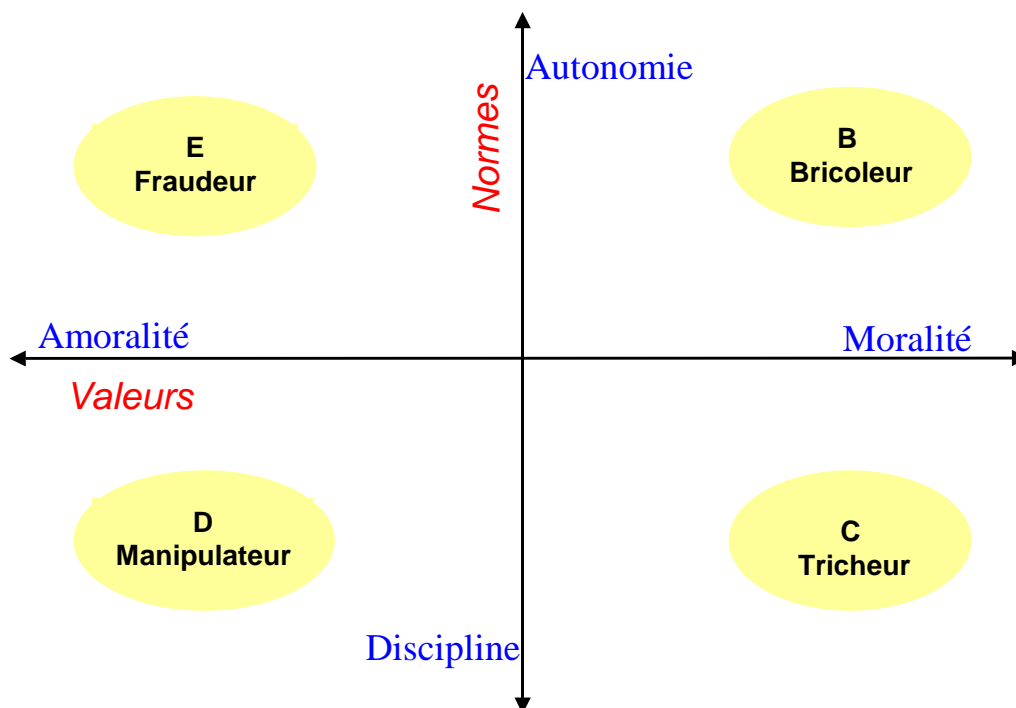 Autonomie
Normes
E
Fraudeur
B
Bricoleur
Amoralité
Moralité
Valeurs
D
Manipulateur
C
Tricheur
Discipline